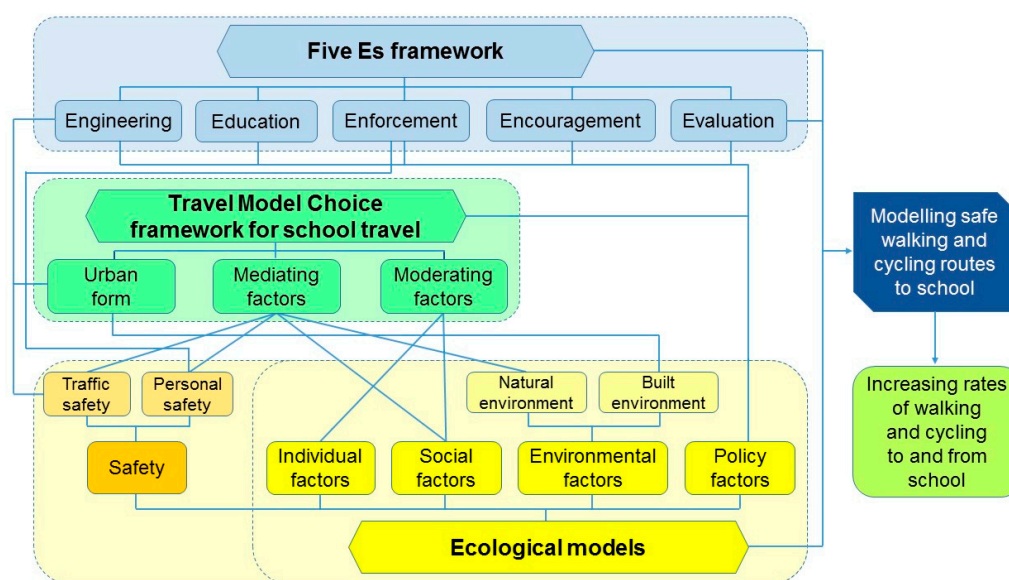 Five Es framework
Engineering
Education
Enforcement
Encouragement
Evaluation
Travel Model Choice
framework for school travel
Urban
form
Mediating
factors
Moderating
factors
Modelling safe
walking and
cycling routes
to school
Traffic
safety
Personal
safety
Natural
environment
Built
environment
Safety
Individual
factors
Social
factors
Environmental
factors
Policy
factors
Increasing rates
of walking
and cycling
to and from
school
Ecological models